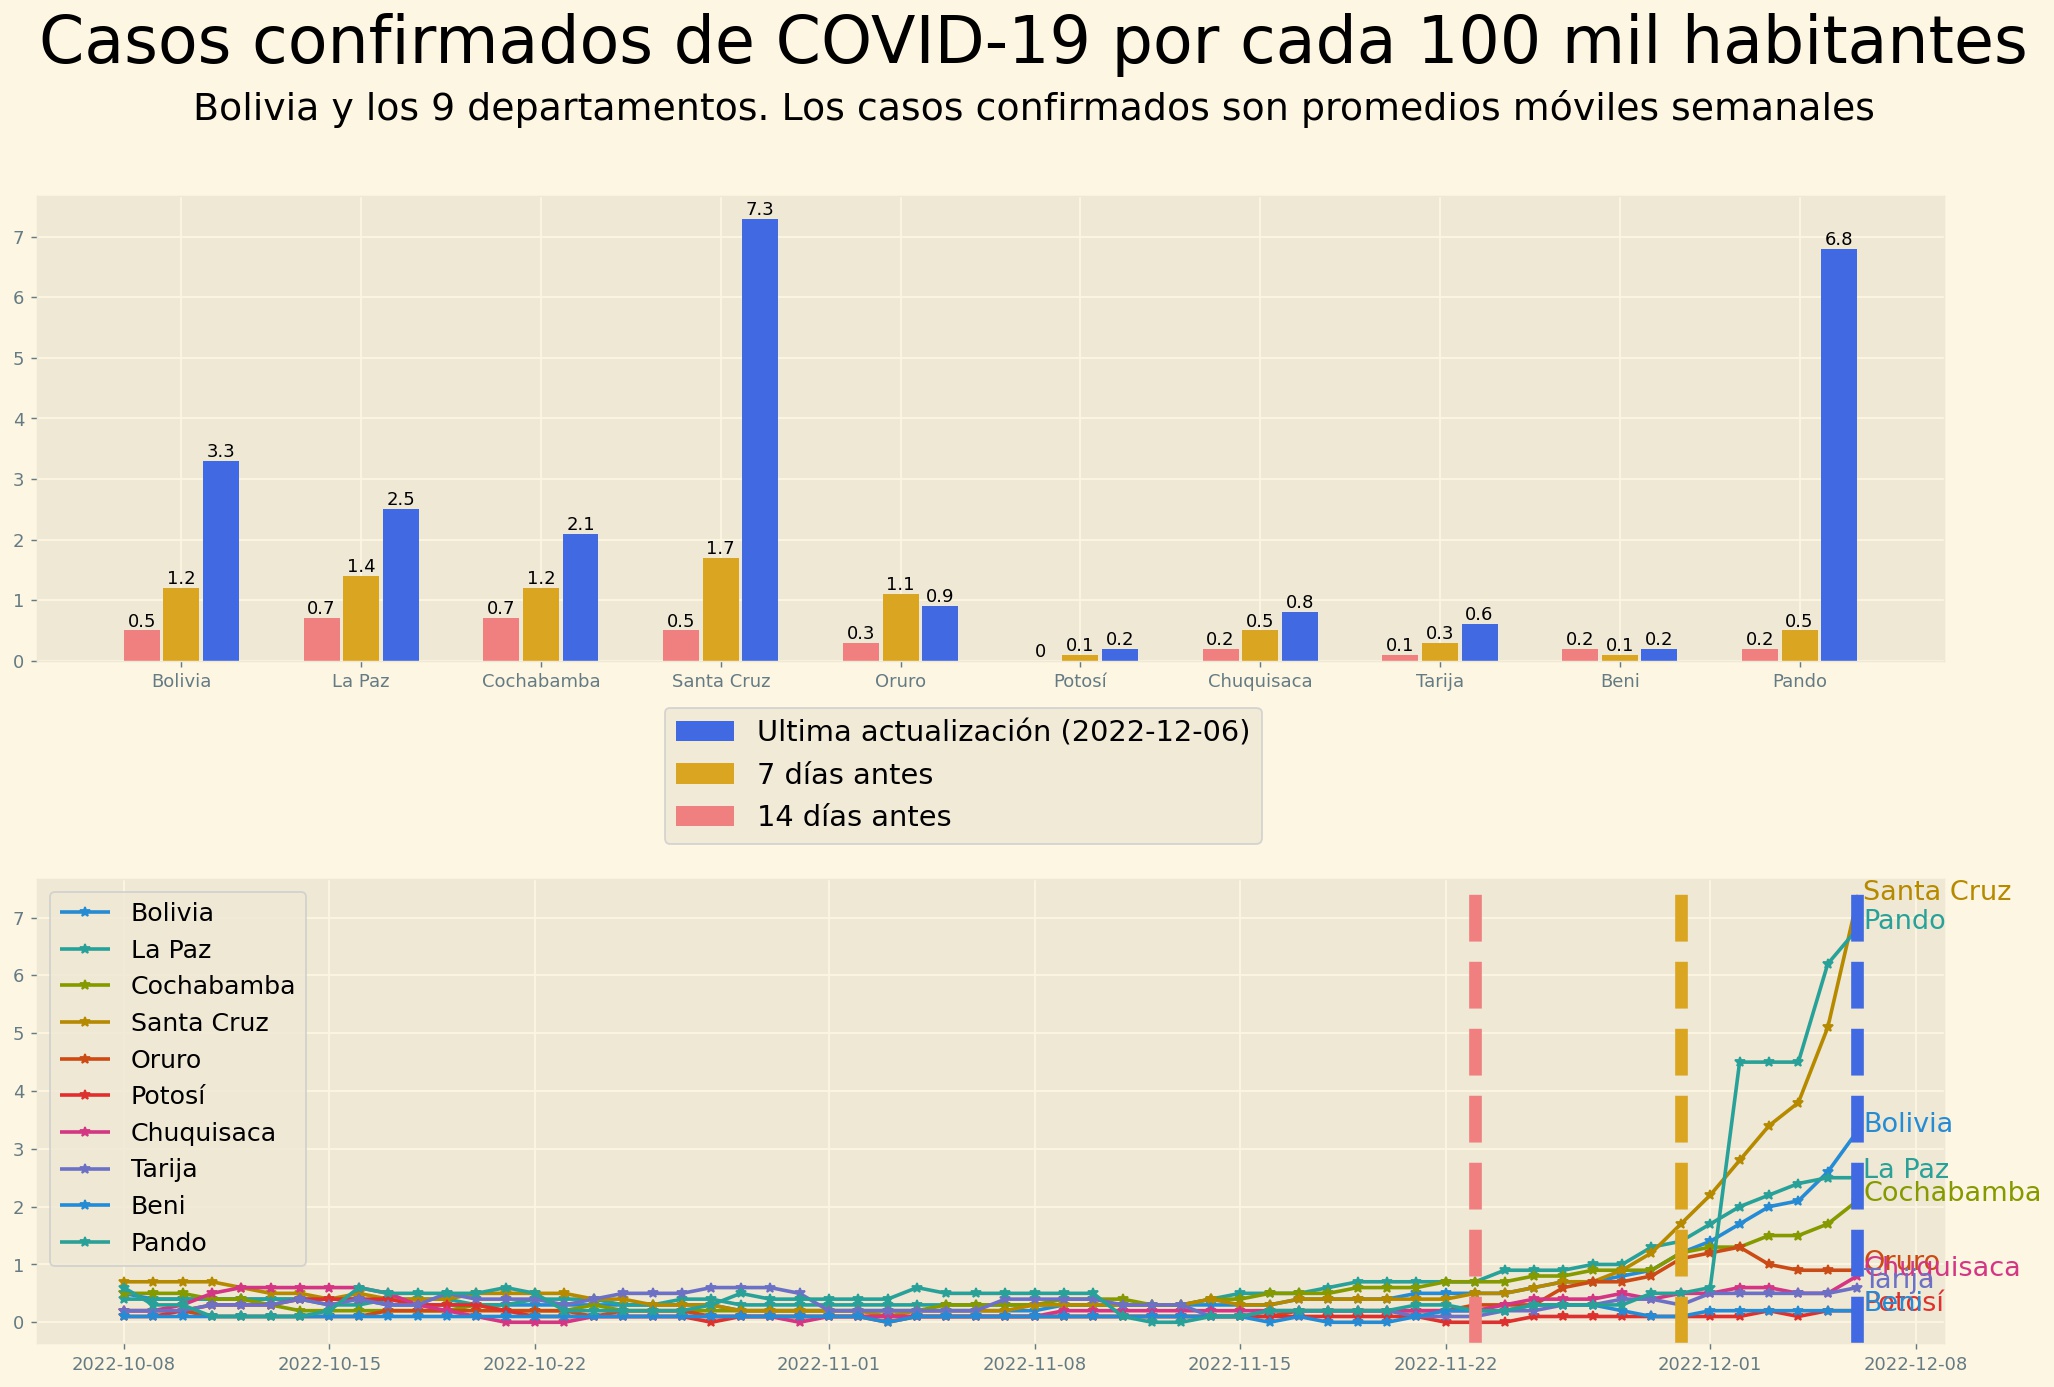 Casos confirmados de COVID-19 por cada 100 mil habitantes
Bolivia y los 9 departamentos. Los casos confirmados son promedios móviles semanales
7
6
5
4
3
2
1
0
0.5 1.2 3.3
0.7 1.4 2.5
0.7 1.2 2.1
0.5 1.7 7.3
0.3 1.1 0.9
0 0.1 0.2
0.2 0.5 0.8
0.1 0.3 0.6
0.2 0.1 0.2
0.2 0.5 6.8
Bolivia La Paz Cochabamba Santa Cruz Oruro Potosí Chuquisaca Tarija Beni Pando
Ultima actualización (2022-12-06)
7 días antes
14 días antes
7
6
5
4
3
2
1
0
Bolivia
La Paz
Cochabamba
Santa Cruz
Oruro
Potosí
Chuquisaca
Tarija
Beni
Pando
Santa Cruz
Pando
Bolivia
La Paz
Cochabamba
Oruro
Chuquisaca
Tarija
Beni
Potosí
2022-10-08 2022-10-15 2022-10-22 2022-11-01 2022-11-08 2022-11-15 2022-11-22 2022-12-01 2022-12-08